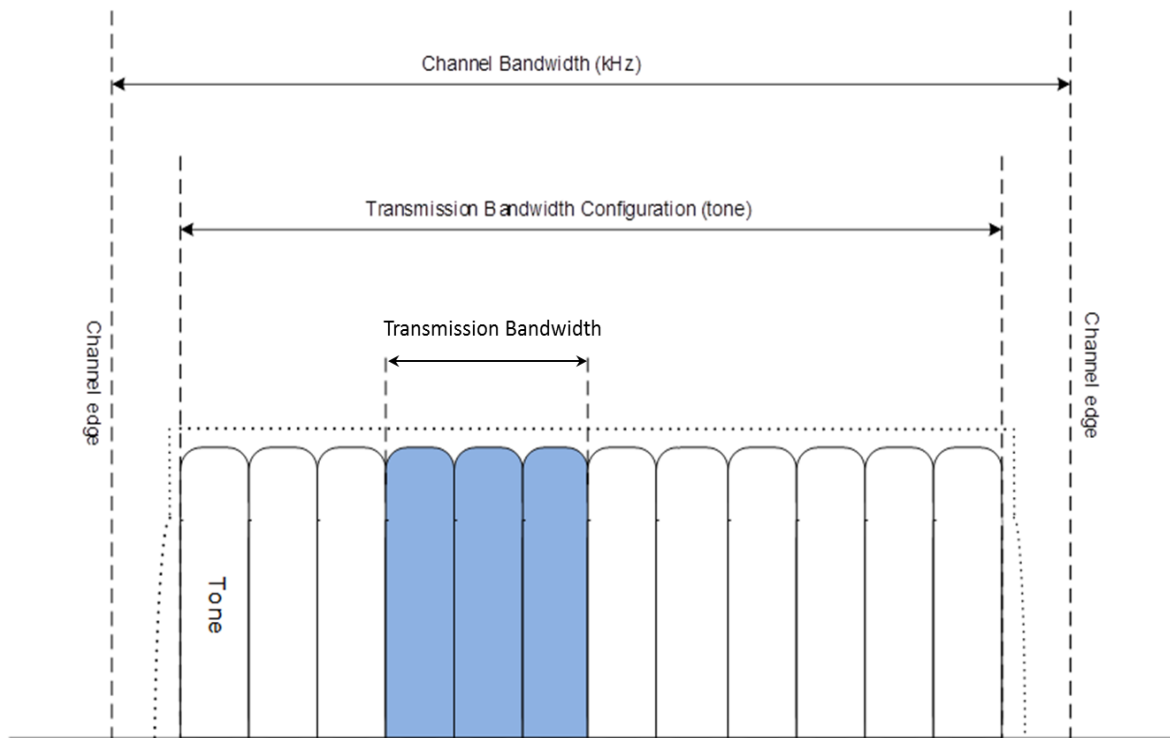 Channel Bandwidth (kHz)
Transmission Bandwidth Configuration (tone)
Transmission Bandwidth
Channel edge
Channel edge
Tone